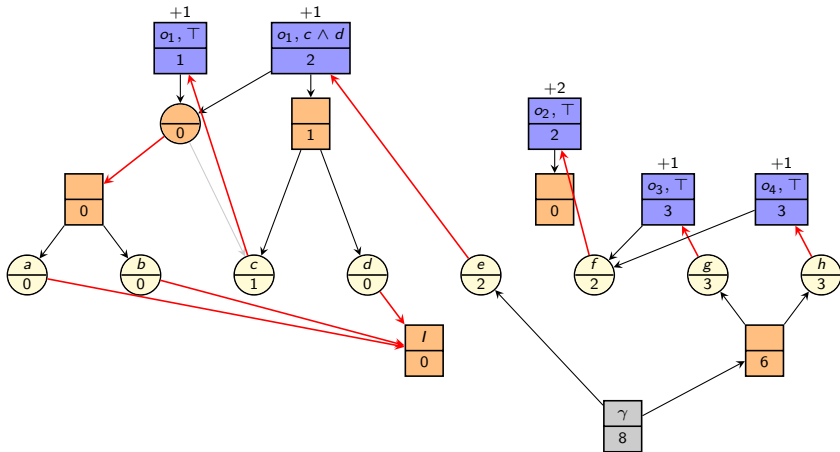 +1 +1
o₁, ⊤ o₁, c ∧ d
1 2
+2
o₂, ⊤
2
0 1
+1 +1
o₃, ⊤ o₄, ⊤
3 3
0 0
a b c d e f g h
0 0 1 0 2 2 3 3
I
0 6
γ
8